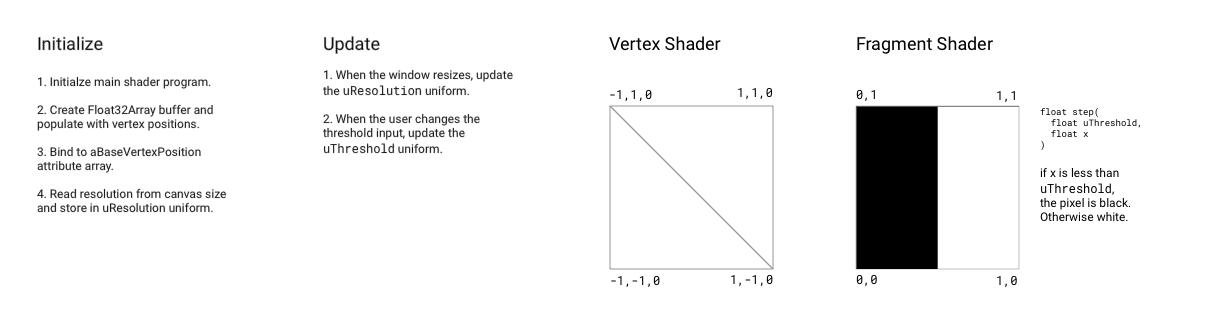 Initialize
1. Initialze main shader program.
2. Create Float32Array buffer and
populate with vertex positions.
3. Bind to aBaseVertexPosition
attribute array.
4. Read resolution from canvas size
and store in uResolution uniform.
Update
1. When the window resizes, update
the uResolution uniform.
2. When the user changes the
threshold input, update the
uThreshold uniform.
Vertex Shader
-1,1,0
1,1,0
-1,-1,0
1,-1,0
Fragment Shader
0,1
1,1
0,0
1,0
float step(
float uThreshold,
float x
)
if x is less than
uThreshold,
the pixel is black.
Otherwise white.